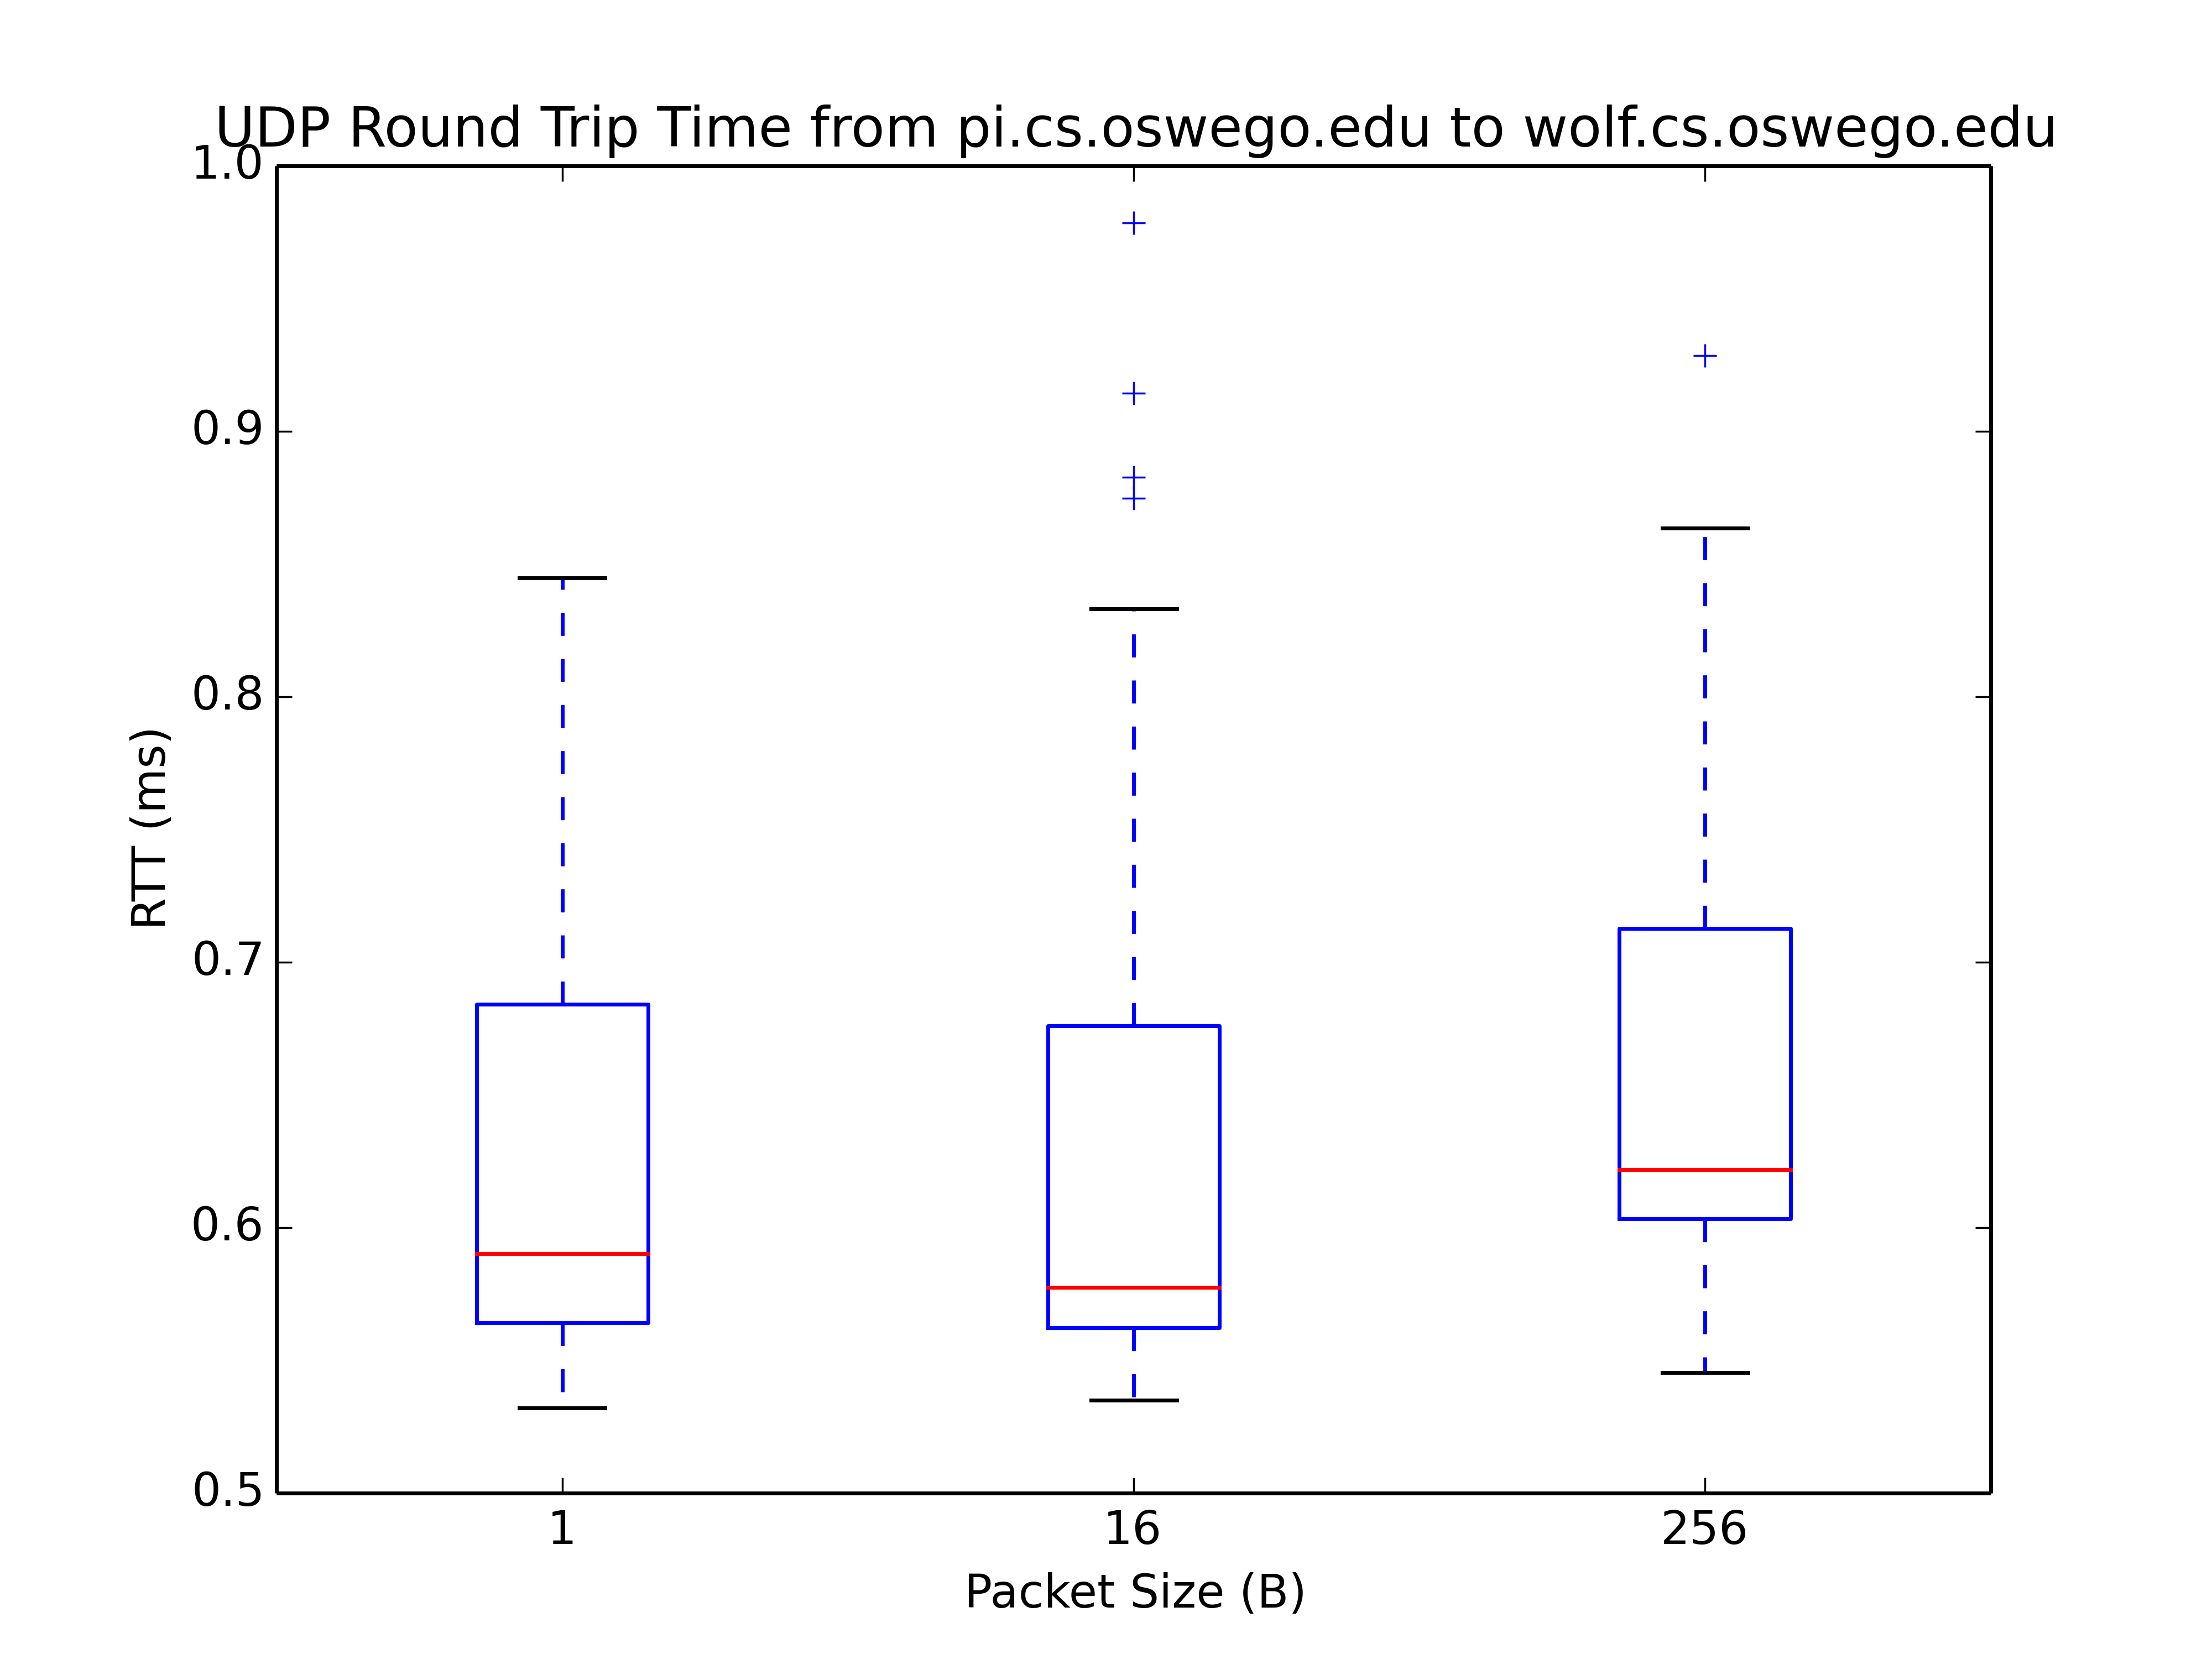 UDP Round Trip Time from pi.cs.oswego.edu to wolf.cs.oswego.edu
1.0
0.9
0.8
0.7
0.6
0.5
RTT (ms)
1 16 256
Packet Size (B)